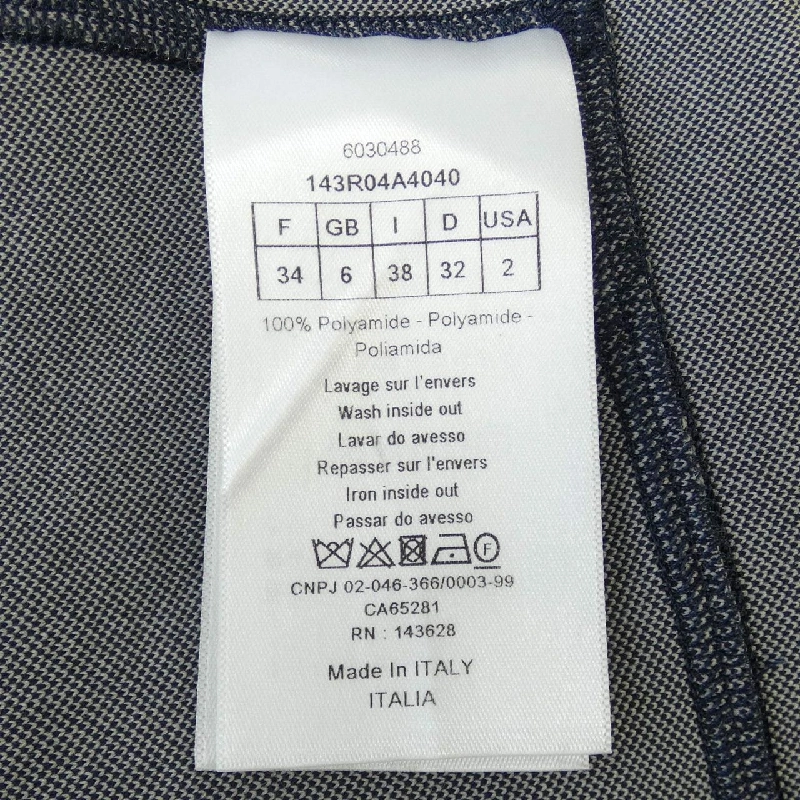 6030488
143R04A4040
F GB I D USA
34 6 38 32 2
100% Polyamide - Polyamide -
Poliamida
Lavage sur l'envers
Wash inside out
Lavar do avesso
Repasser sur l'envers
Iron inside out
Passar do avesso
F
CNPJ 02-046-366/0003-99
CA65281
RN : 143628
Made In ITALY
ITALIA